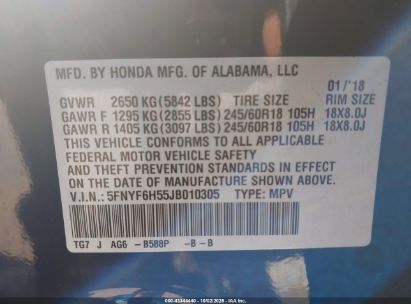 MFD. BY HONDA MFG. OF ALABAMA, LLC
01/'18
GVWR 2650 KG (5842 LBS) TIRE SIZE RIM SIZE
GAWR F 1295 KG (2855 LBS) 245/60R18 105H 18X8.0J
GAWR R 1405 KG (3097 LBS) 245/60R18 105H 18X8.0J
THIS VEHICLE CONFORMS TO ALL APPLICABLE
FEDERAL MOTOR VEHICLE SAFETY
AND THEFT PREVENTION STANDARDS IN EFFECT
ON THE DATE OF MANUFACTURE SHOWN ABOVE.
V.I.N.: 5FNYF6H55JB010305 TYPE: MPV
TG7 J AG6 - B588P -B - B